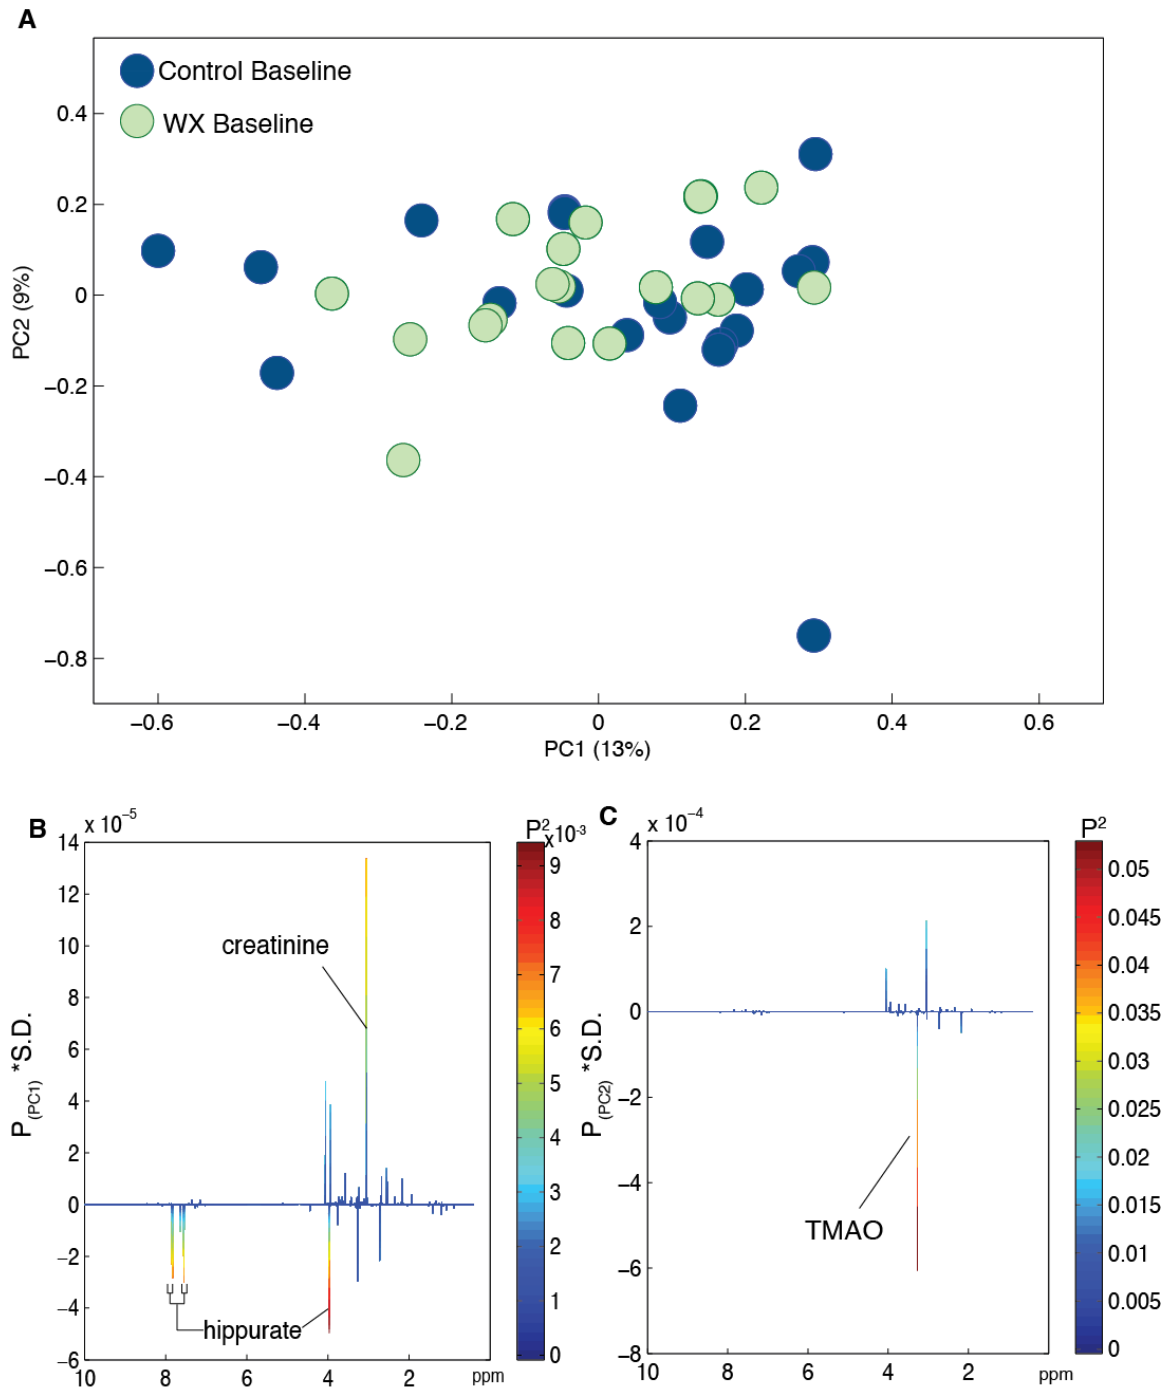 A
Control Baseline
WX Baseline
0.4
0.2
0
−0.2
−0.4
−0.6
−0.8
PC2 (9%)
−0.6 −0.4 −0.2 0 0.2 0.4 0.6
PC1 (13%)
B
x 10⁻⁵
14
12
10
8
6
4
2
0
−2
−4
−6
P(PC1) *S.D.
creatinine
hippurate
8 6 4 2 ppm
P²
x10⁻³
9
8
7
6
5
4
3
2
1
0
C
x 10⁻⁴
4
2
0
−2
−4
−6
−8
P(PC2) *S.D.
TMAO
10 8 6 4 2 ppm
P²
0.05
0.045
0.04
0.035
0.03
0.025
0.02
0.015
0.01
0.005
0